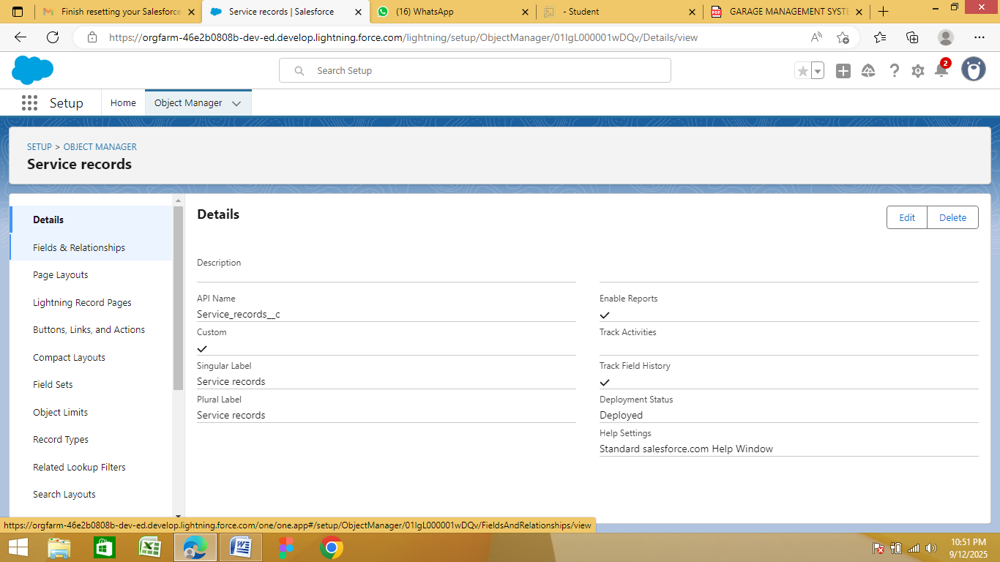 Finish resetting your Salesforce
Service records | Salesforce
(16) WhatsApp
- Student
GARAGE MANAGEMENT SYSTE
https://orgfarm-46e2b0808b-dev-ed.develop.lightning.force.com/lightning/setup/ObjectManager/01IgL000001wDQv/Details/view
Search Setup
2
Setup
Home
Object Manager
SETUP > OBJECT MANAGER
Service records
Details
Fields & Relationships
Page Layouts
Lightning Record Pages
Buttons, Links, and Actions
Compact Layouts
Field Sets
Object Limits
Record Types
Related Lookup Filters
Search Layouts
Details
Edit
Delete
Description
API Name
Service_records__c
Custom
Singular Label
Service records
Plural Label
Service records
Enable Reports
Track Activities
Track Field History
Deployment Status
Deployed
Help Settings
Standard salesforce.com Help Window
https://orgfarm-46e2b0808b-dev-ed.develop.lightning.force.com/one/one.app#/setup/ObjectManager/01IgL000001wDQv/FieldsAndRelationships/view
10:51 PM
9/12/2025